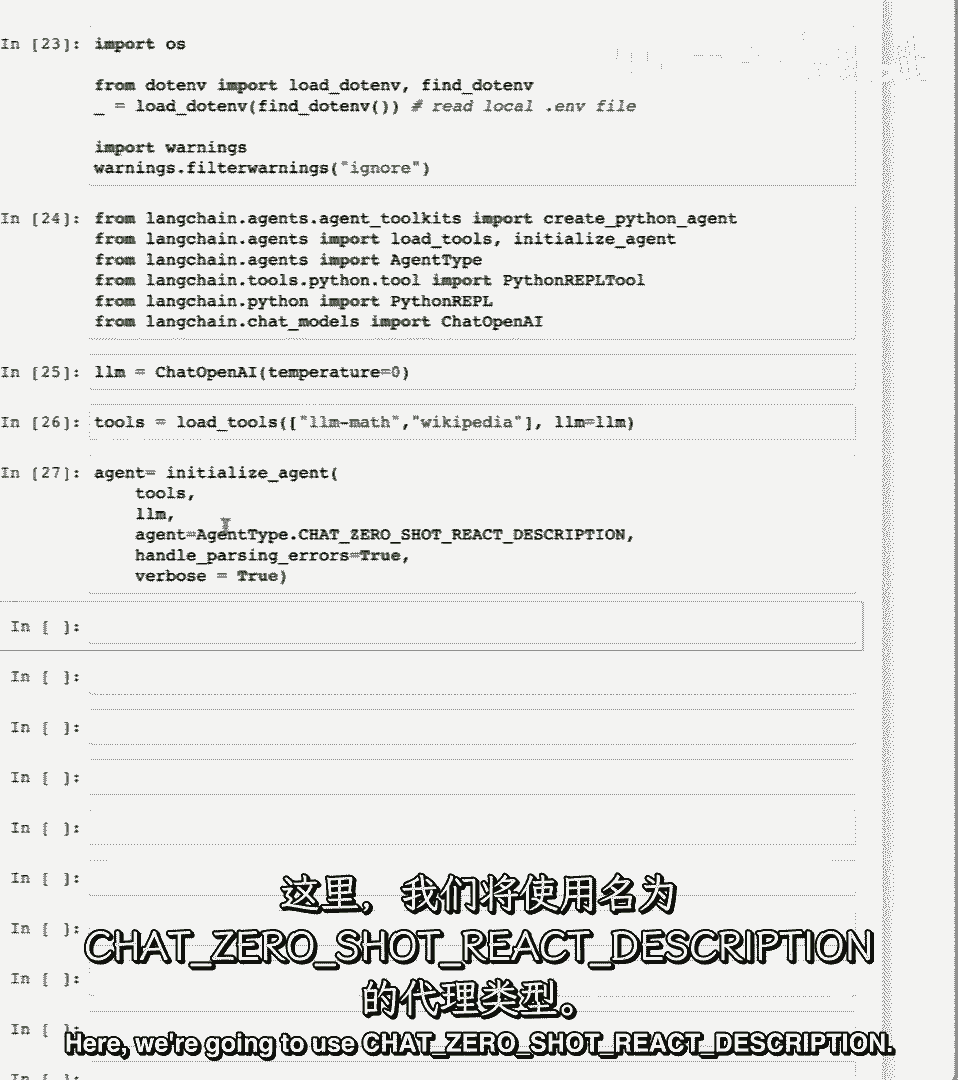 In [23]: import os
from dotenv import load_dotenv, find_dotenv
_ = load_dotenv(find_dotenv()) # read local .env file
import warnings
warnings.filterwarnings("ignore")
In [24]: from langchain.agents.agent_toolkits import create_python_agent
from langchain.agents import load_tools, initialize_agent
from langchain.agents import AgentType
from langchain.tools.python.tool import PythonREPLTool
from langchain.python import PythonREPL
from langchain.chat_models import ChatOpenAI
In [25]: llm = ChatOpenAI(temperature=0)
In [26]: tools = load_tools(["llm-math","wikipedia"], llm=llm)
In [27]: agent= initialize_agent(
tools,
llm,
agent=AgentType.CHAT_ZERO_SHOT_REACT_DESCRIPTION,
handle_parsing_errors=True,
verbose = True)
In [ ]:
In [ ]:
In [ ]:
In [ ]:
In [ ]:
In [ ]:
In [ ]:
In [ ]:
In [ ]:
In [ ]:
这里，我们将使用名为
CHAT_ZERO_SHOT_REACT_DESCRIPTION
的代理类型。
Here, we're going to use CHAT_ZERO_SHOT_REACT_DESCRIPTION.